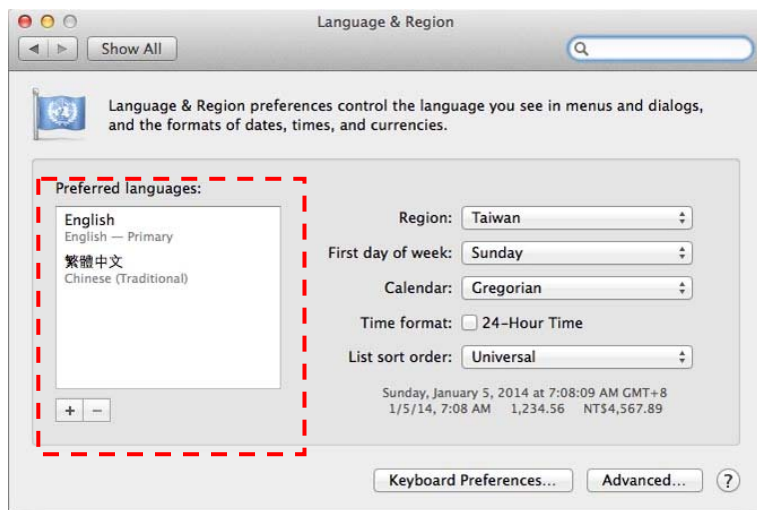 Language & Region
Show All
Language & Region preferences control the language you see in menus and dialogs,
and the formats of dates, times, and currencies.
Preferred languages:
English
English — Primary
繁體中文
Chinese (Traditional)
+ −
Region: Taiwan
First day of week: Sunday
Calendar: Gregorian
Time format: 24-Hour Time
List sort order: Universal
Sunday, January 5, 2014 at 7:08:09 AM GMT+8
1/5/14, 7:08 AM 1,234.56 NT$4,567.89
Keyboard Preferences... Advanced... ?